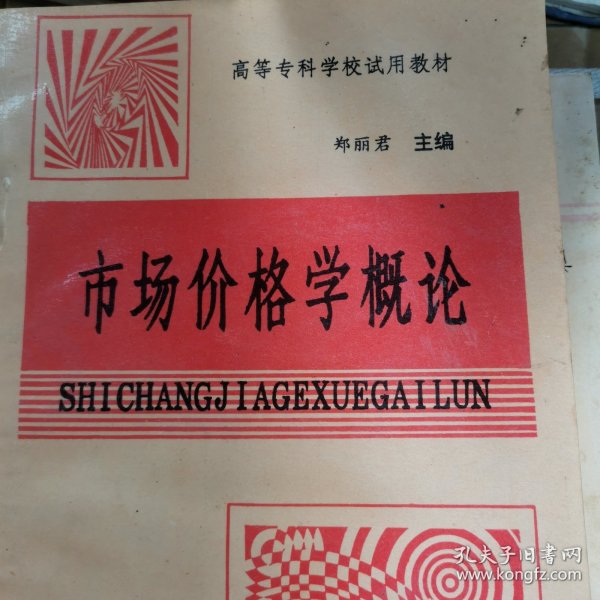 高等专科学校试用教材
郑丽君 主编
市场价格学概论
SHICHANGJIAGEXUEGAILUN
孔夫子旧书网
www.kongfz.com